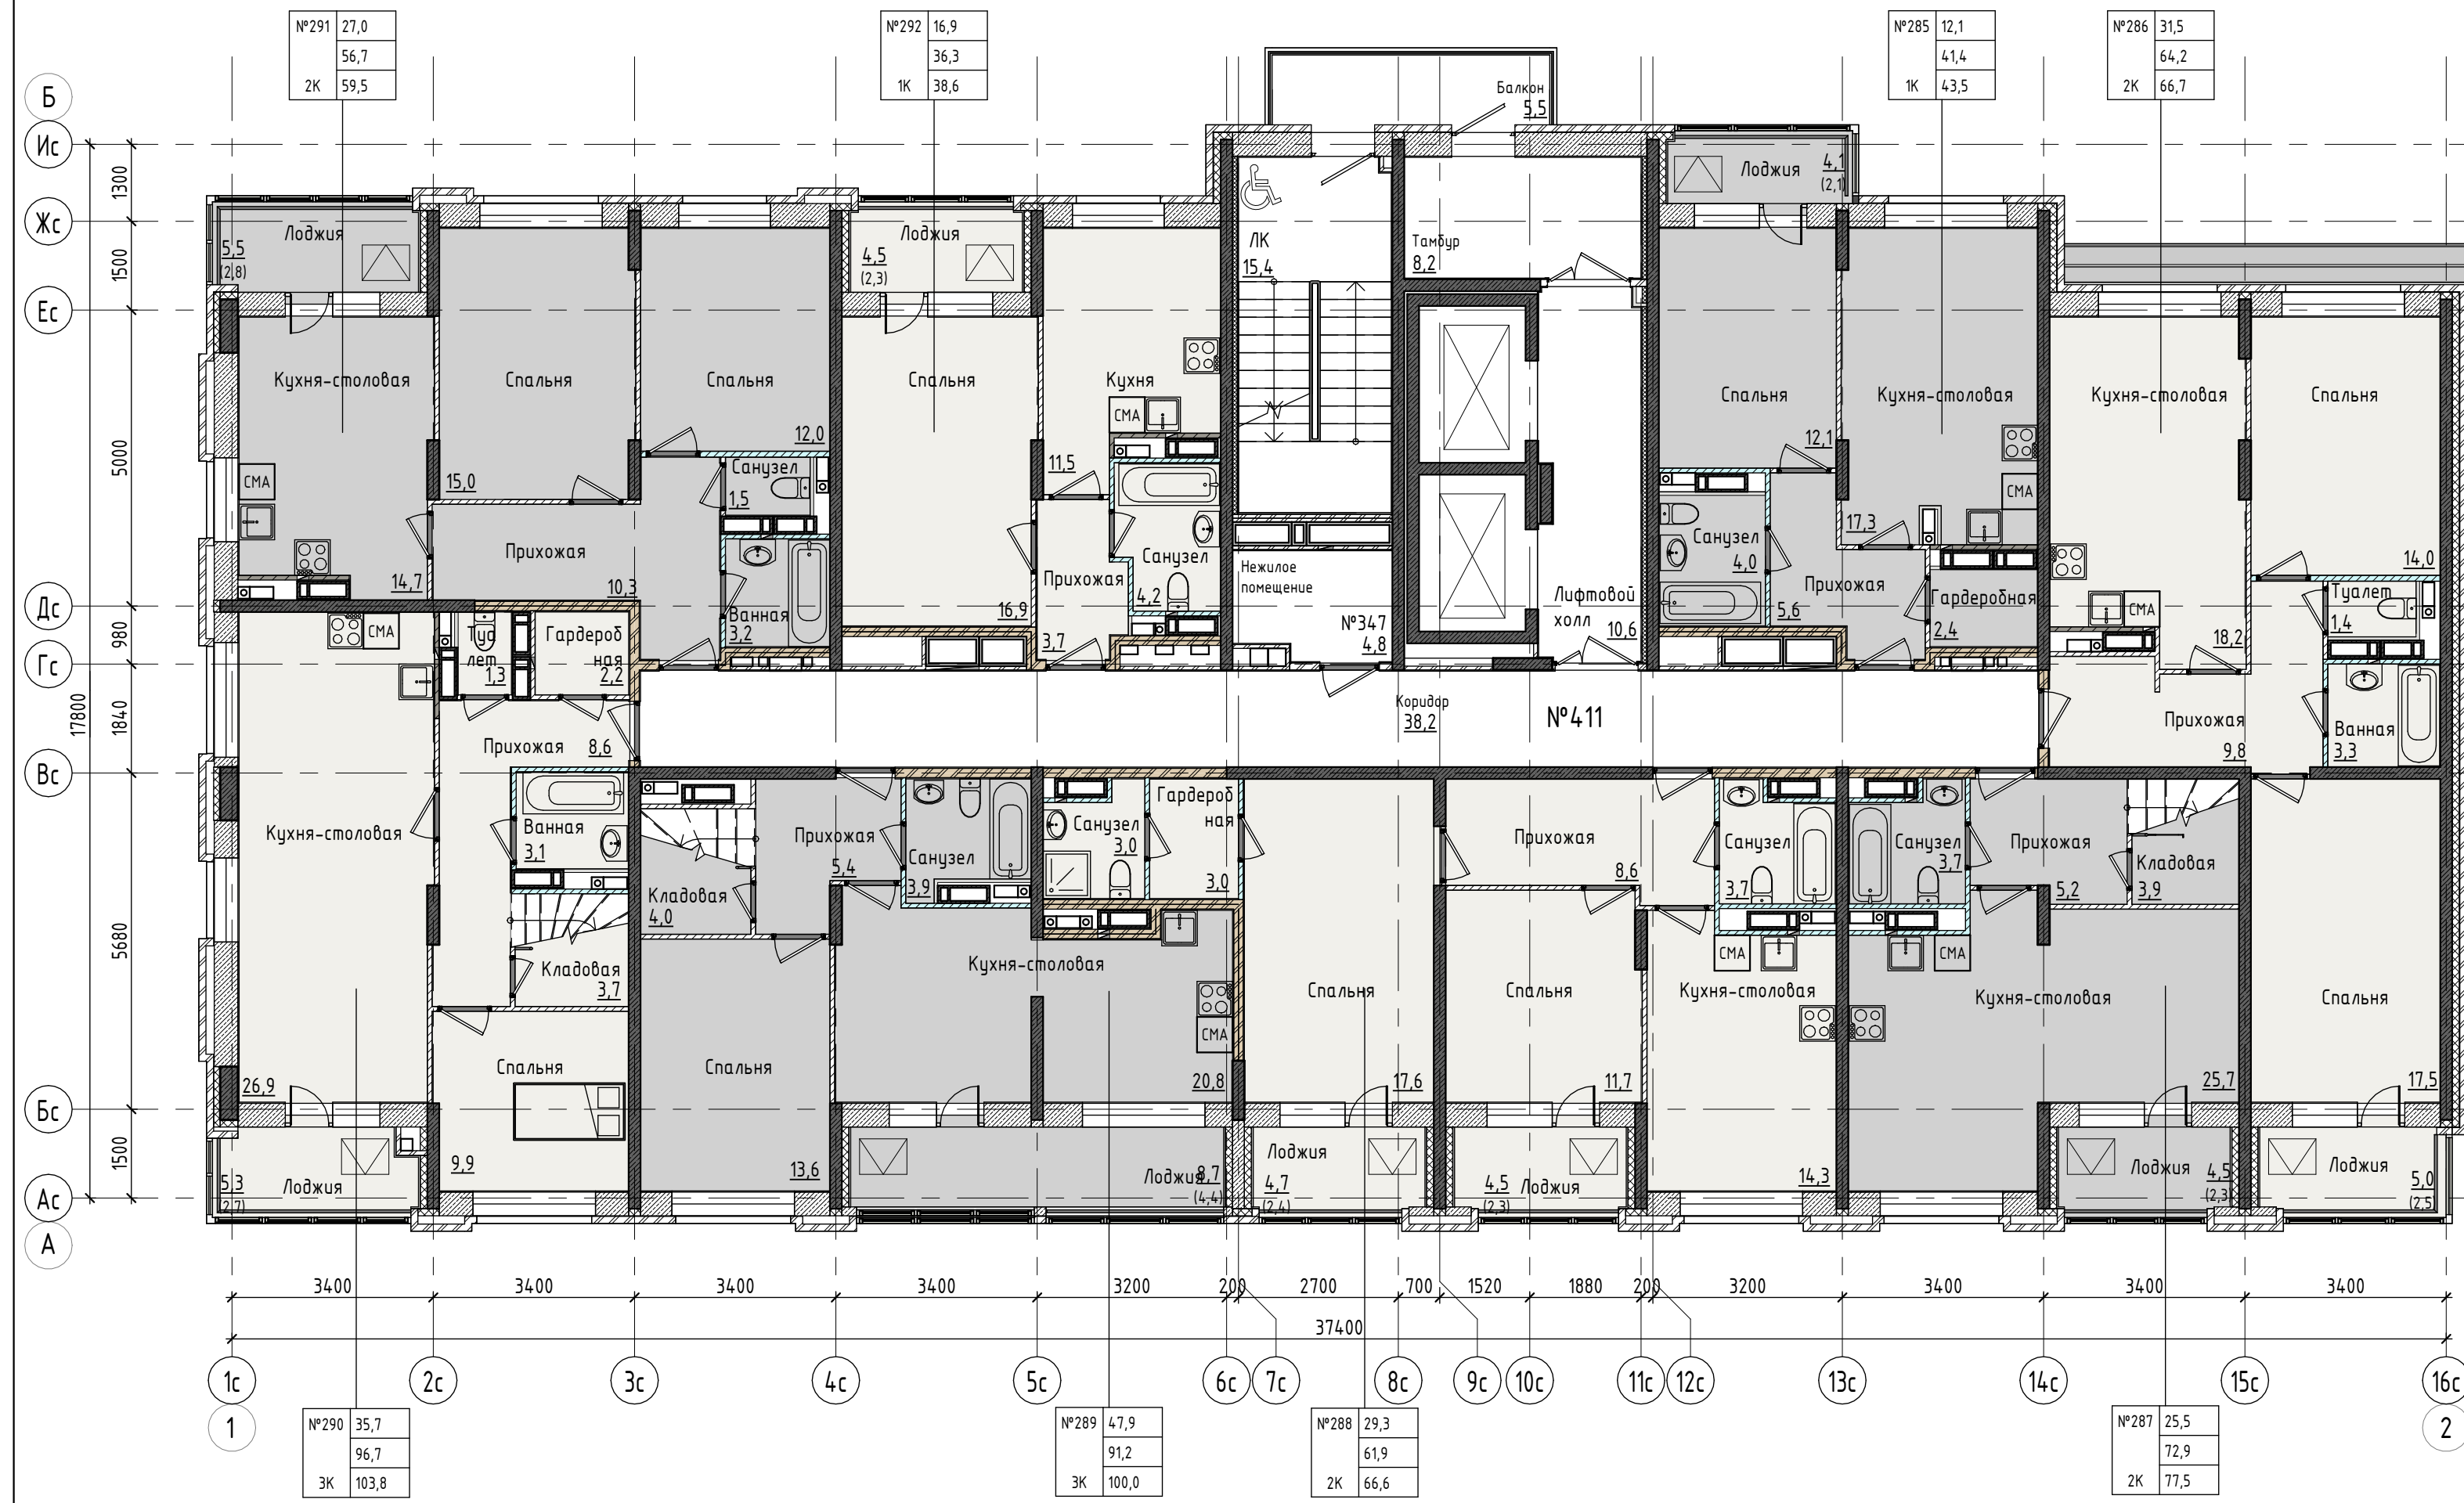 №291 27,0
56,7
2К 59,5
№292 16,9
36,3
1К 38,6
№285 12,1
41,4
1К 43,5
№286 31,5
64,2
2К 66,7
Б
Ис
Жс
Ес
Дс
Гс
Вс
Бс
Ас
А
1300
1500
5000
980
1840
5680
1500
17800
Балкон
5,5
Лоджия
5,5
(2,8)
Лоджия
4,5
(2,3)
ЛК
15,4
Тамбур
8,2
Лоджия
4,1
(2,1)
Кухня-столовая
СМА
14,7
Спальня
15,0
Спальня
12,0
Санузел
1,5
Прихожая
10,3
Ванная
3,2
Спальня
16,9
Кухня
СМА
11,5
Санузел
4,2
Прихожая
3,7
Нежилое
помещение
№347
4,8
Лифтовой
холл
10,6
Спальня
12,1
Кухня-столовая
СМА
17,3
Санузел
4,0
Прихожая
5,6
Гардеробная
2,4
Кухня-столовая
СМА
18,2
Спальня
14,0
Туалет
1,4
Прихожая
9,8
Ванная
3,3
Коридор
38,2
№411
СМА
Туа
лет
1,3
Гардероб
ная
2,2
Прихожая
8,6
Кухня-столовая
26,9
Ванная
3,1
Кладовая
3,7
Спальня
9,9
Лоджия
5,3
(2,7)
Прихожая
5,4
Кладовая
4,0
Санузел
3,9
Спальня
13,6
Кухня-столовая
СМА
20,8
Лоджия
8,7
(4,4)
Санузел
3,0
Гардероб
ная
3,0
Спальня
17,6
Лоджия
4,7
(2,4)
Прихожая
8,6
Санузел
3,7
Спальня
11,7
Лоджия
4,5
(2,3)
СМА
Кухня-столовая
14,3
Санузел
3,7
Прихожая
5,2
Кладовая
3,9
СМА
Кухня-столовая
25,7
Лоджия
4,5
(2,3)
Спальня
17,5
Лоджия
5,0
(2,5)
3400 3400 3400 3400 3200 200 2700 700 1520 1880 200 3200 3400 3400 3400
37400
1с 2с 3с 4с 5с 6с 7с 8с 9с 10с 11с 12с 13с 14с 15с 16с
1 2
№290 35,7
96,7
3К 103,8
№289 47,9
91,2
3К 100,0
№288 29,3
61,9
2К 66,6
№287 25,5
72,9
2К 77,5